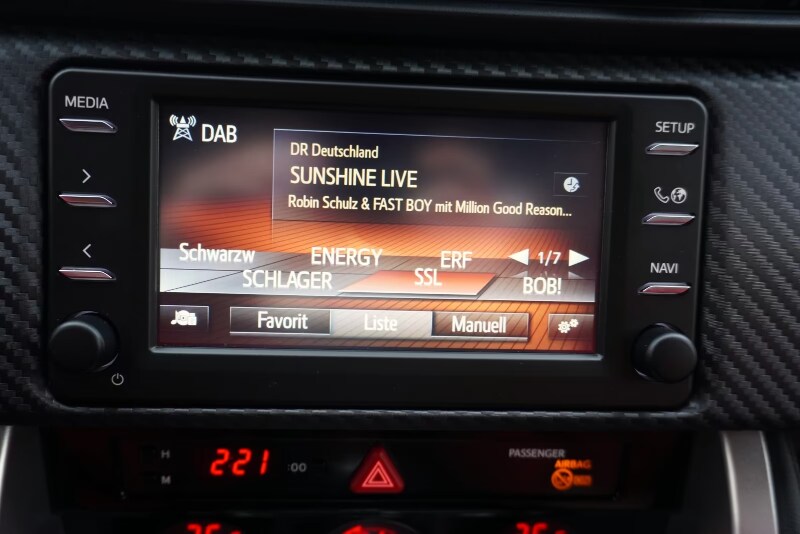 MEDIA
SETUP
DAB
DR Deutschland
SUNSHINE LIVE
Robin Schulz & FAST BOY mit Million Good Reason...
NAVI
Schwarzw ENERGY ERF 1/7
SCHLAGER SSL BOB!
Favorit Liste Manuell
H
M
221
:00
PASSENGER
AIRBAG